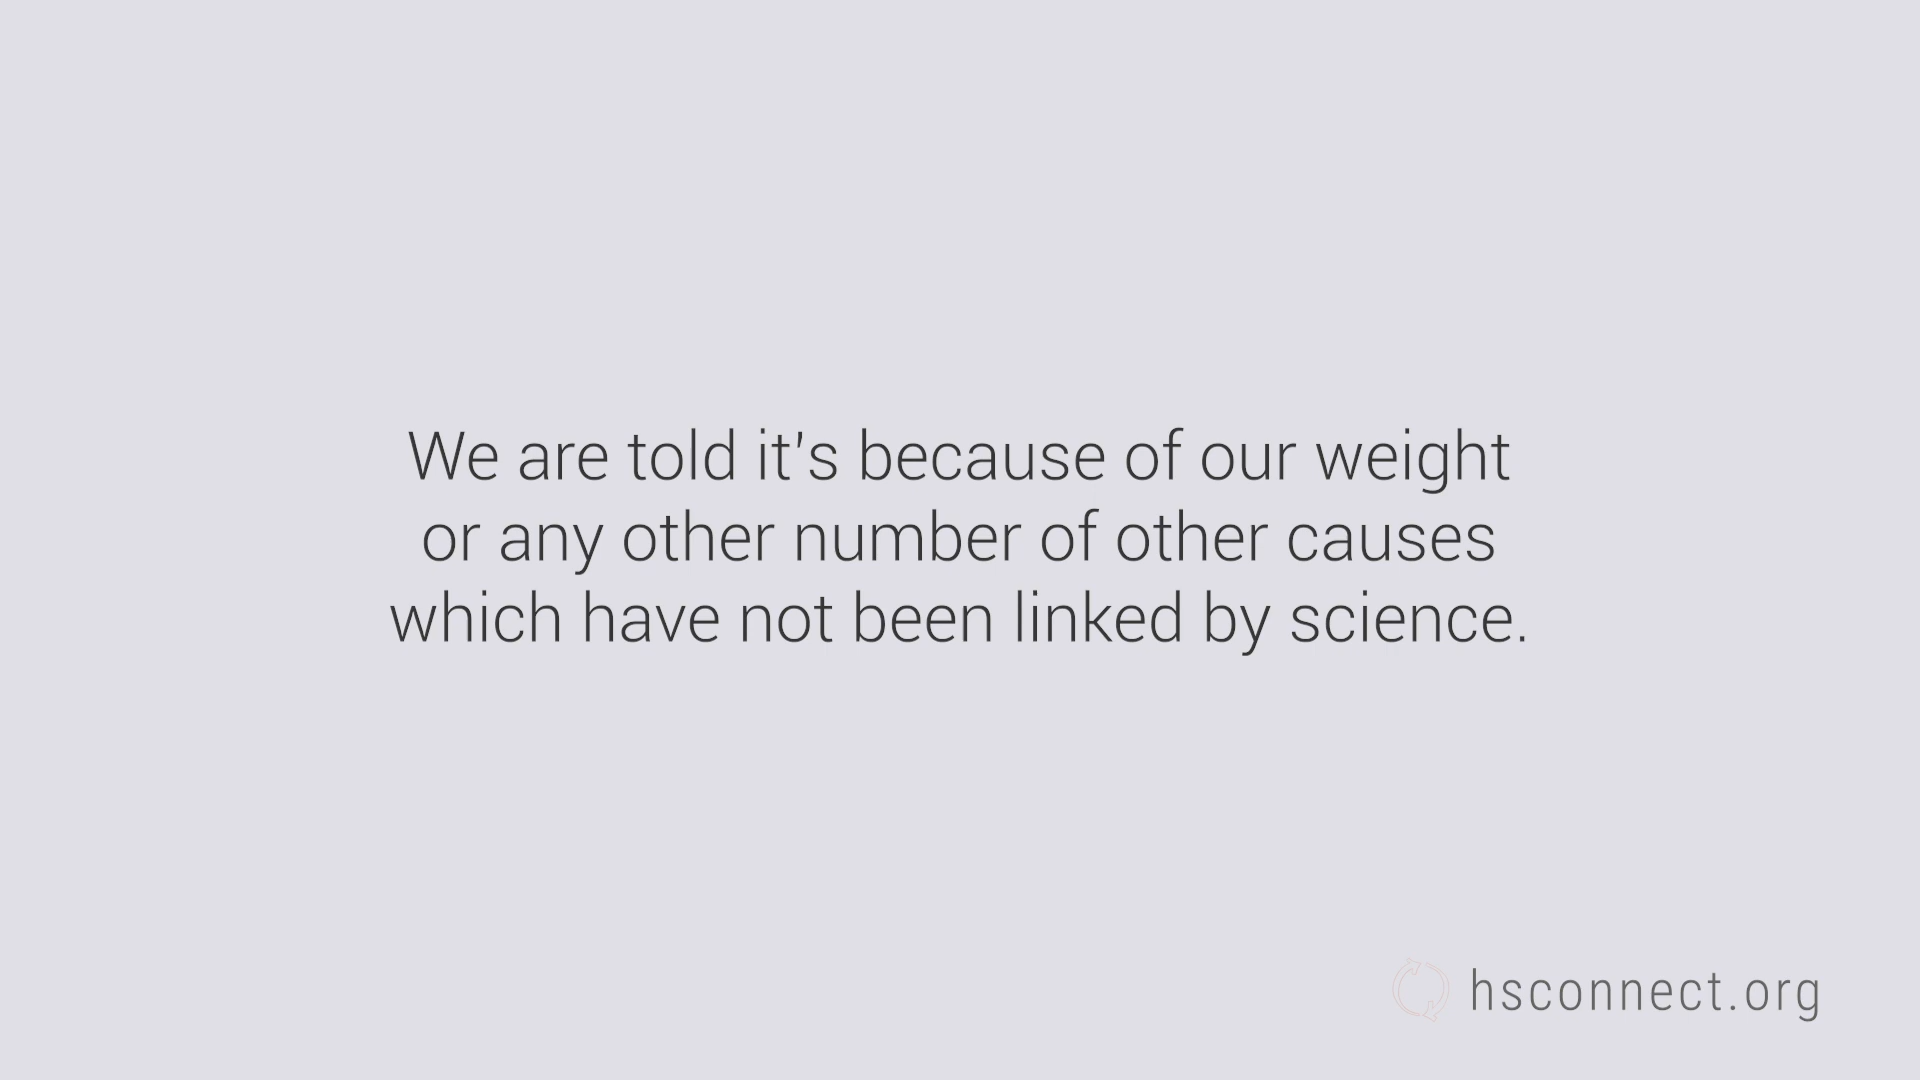 We are told it's because of our weight
or any other number of other causes
which have not been linked by science.
hsconnect.org